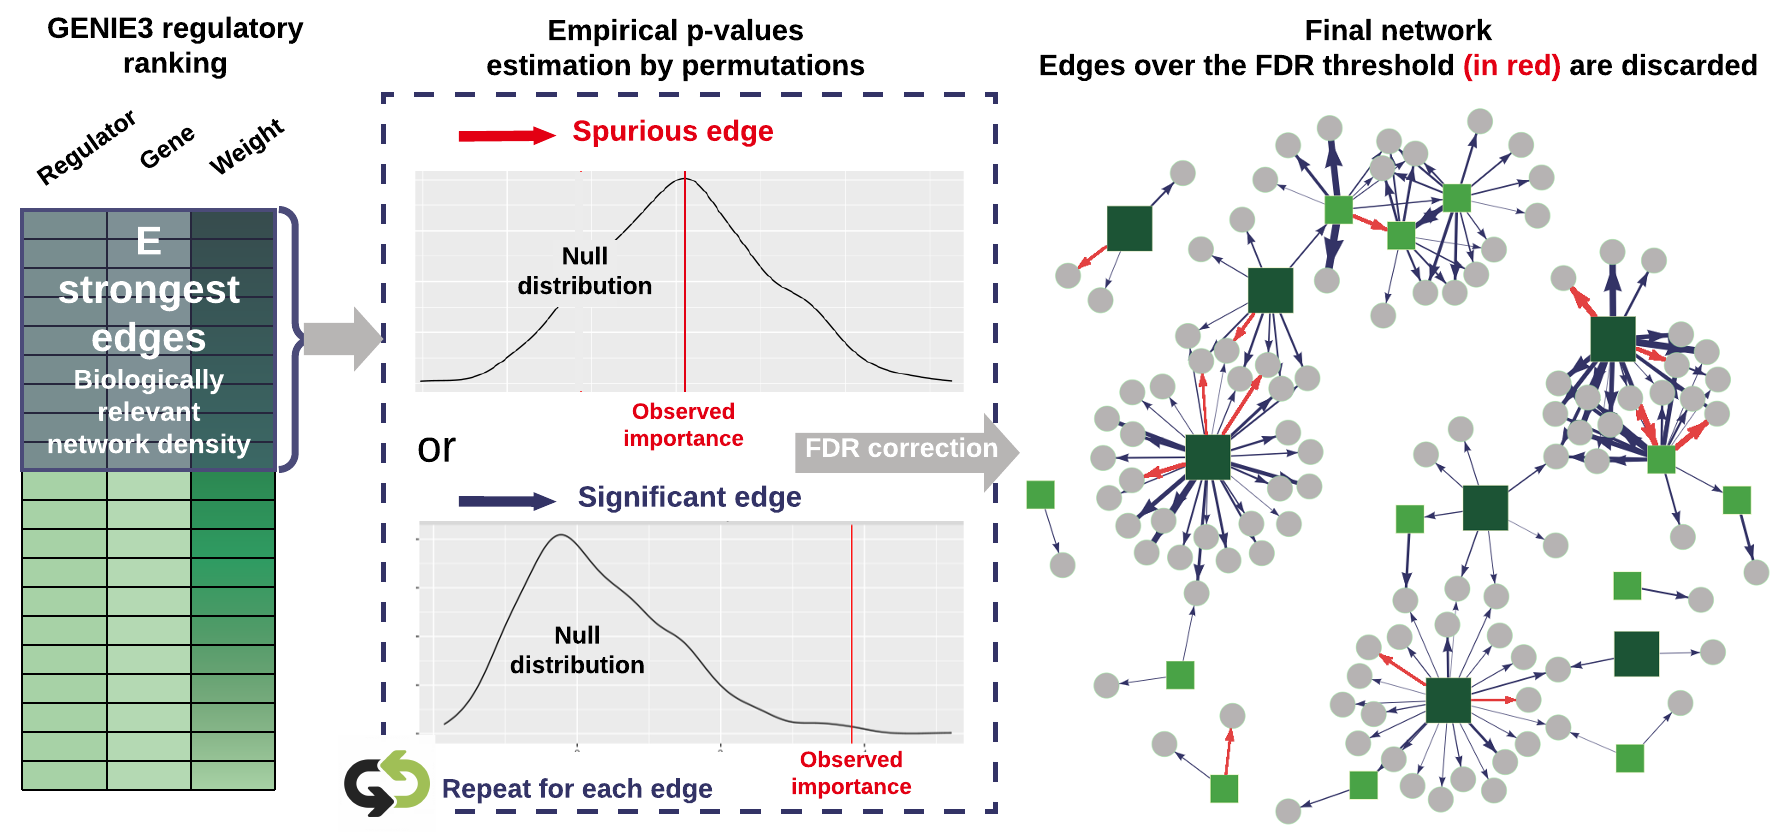 GENIE3 regulatory
ranking
Regulator
Gene
Weight
E
strongest
edges
Biologically
relevant
network density
Empirical p-values
estimation by permutations
Spurious edge
Null
distribution
Observed
importance
or
Significant edge
Null
distribution
Observed
importance
Repeat for each edge
FDR correction
Final network
Edges over the FDR threshold (in red) are discarded